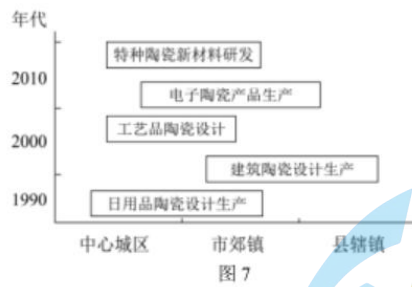 年代
特种陶瓷新材料研发
2010
电子陶瓷产品生产
2000
工艺品陶瓷设计
建筑陶瓷设计生产
1990
日用品陶瓷设计生产
中心城区 市郊镇 县辖镇
图 7